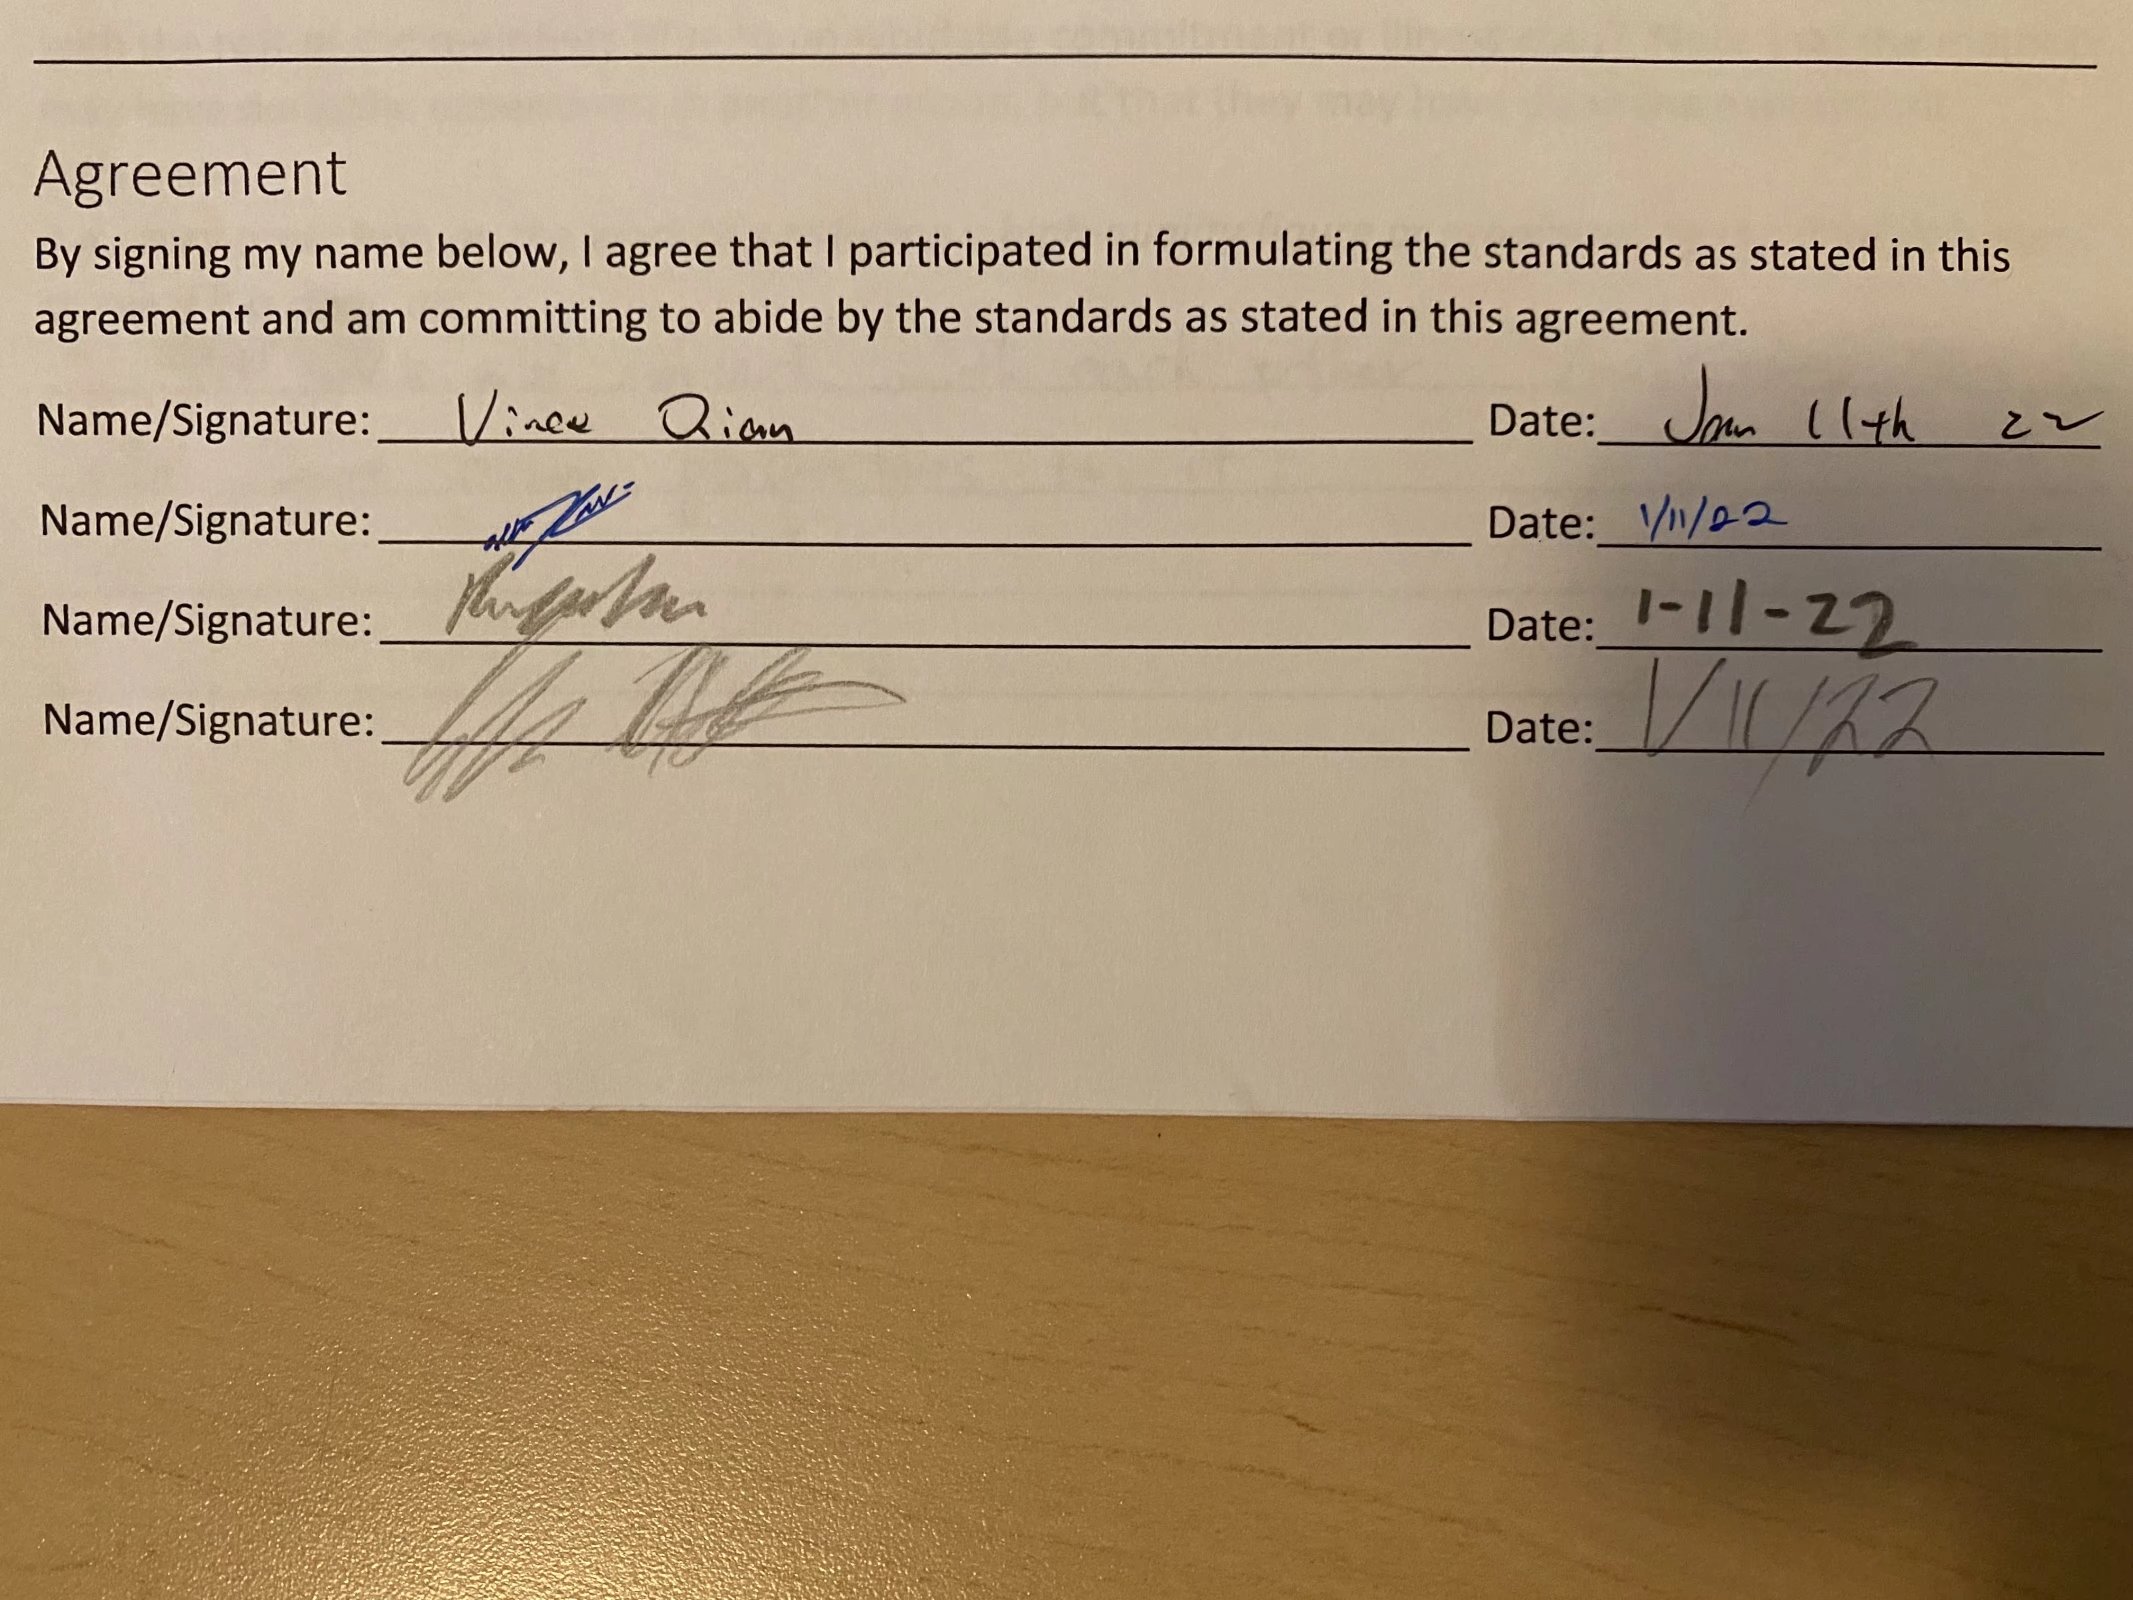 Agreement
By signing my name below, I agree that I participated in formulating the standards as stated in this
agreement and am committing to abide by the standards as stated in this agreement.
Name/Signature: Vince Qian Date: Jan 11th 22
Name/Signature: Date: 1/11/22
Name/Signature: Date: 1-11-22
Name/Signature: Date: 1/11/22